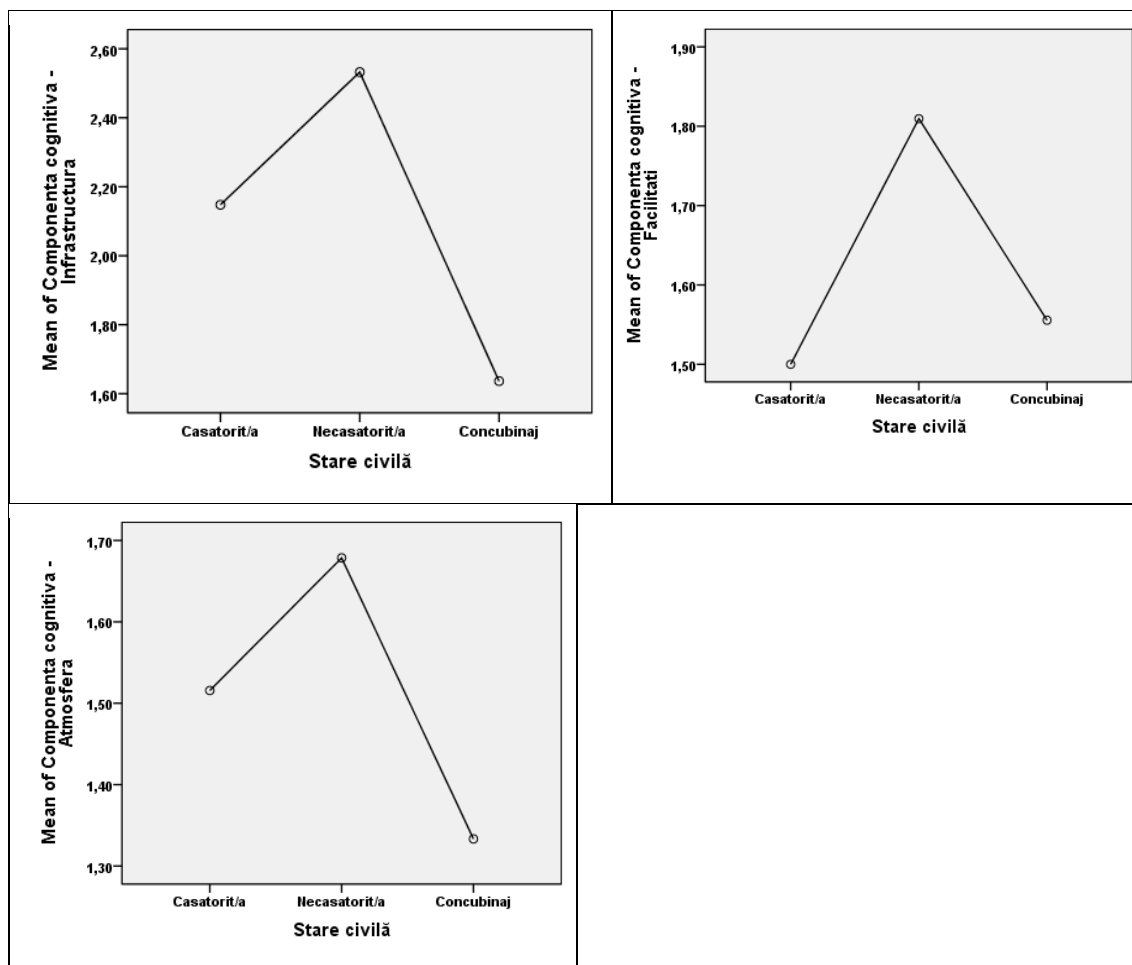 Mean of Componenta cognitiva -
Infrastructura
2,60
2,40
2,20
2,00
1,80
1,60
Casatorit/a Necasatorit/a Concubinaj
Stare civilă
Mean of Componenta cognitiva -
Facilitati
1,90
1,80
1,70
1,60
1,50
Casatorit/a Necasatorit/a Concubinaj
Stare civilă
Mean of Componenta cognitiva -
Atmosfera
1,70
1,60
1,50
1,40
1,30
Casatorit/a Necasatorit/a Concubinaj
Stare civilă